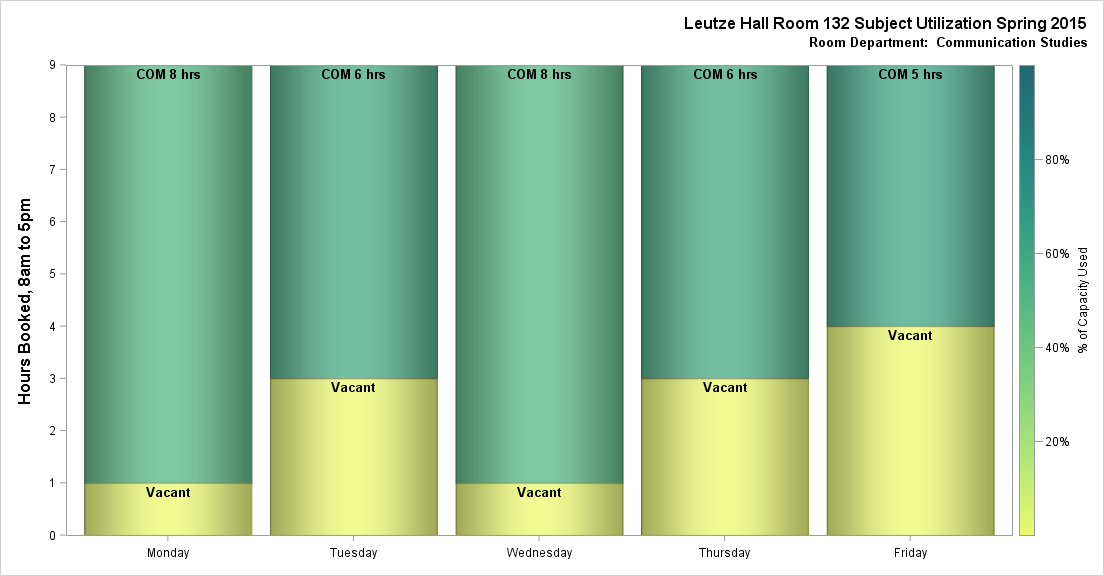 Leutze Hall Room 132 Subject Utilization Spring 2015
Room Department:  Communication Studies
Hours Booked, 8am to 5pm
9
8
7
6
5
4
3
2
1
0
COM 8 hrs
COM 6 hrs
COM 8 hrs
COM 6 hrs
COM 5 hrs
Vacant
Vacant
Vacant
Vacant
Vacant
Monday
Tuesday
Wednesday
Thursday
Friday
80%
60%
40%
20%
% of Capacity Used